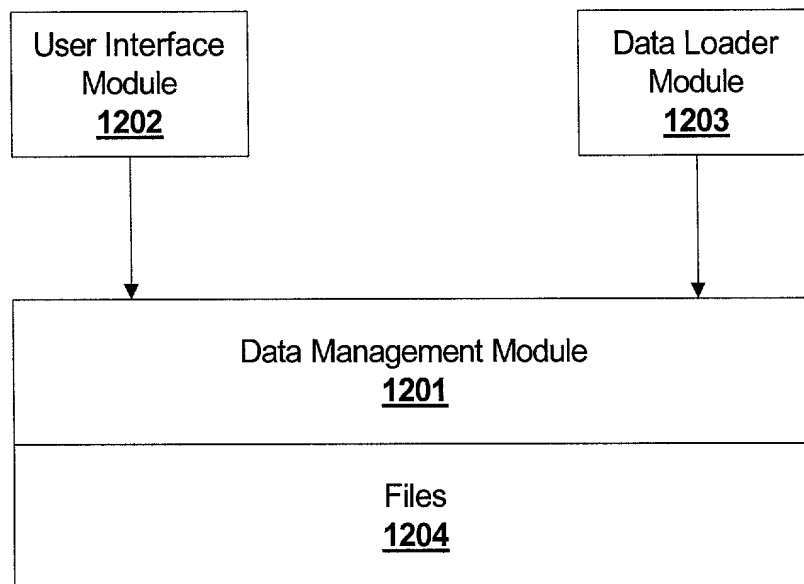 User Interface
Module
1202
Data Loader
Module
1203
Data Management Module
1201
Files
1204